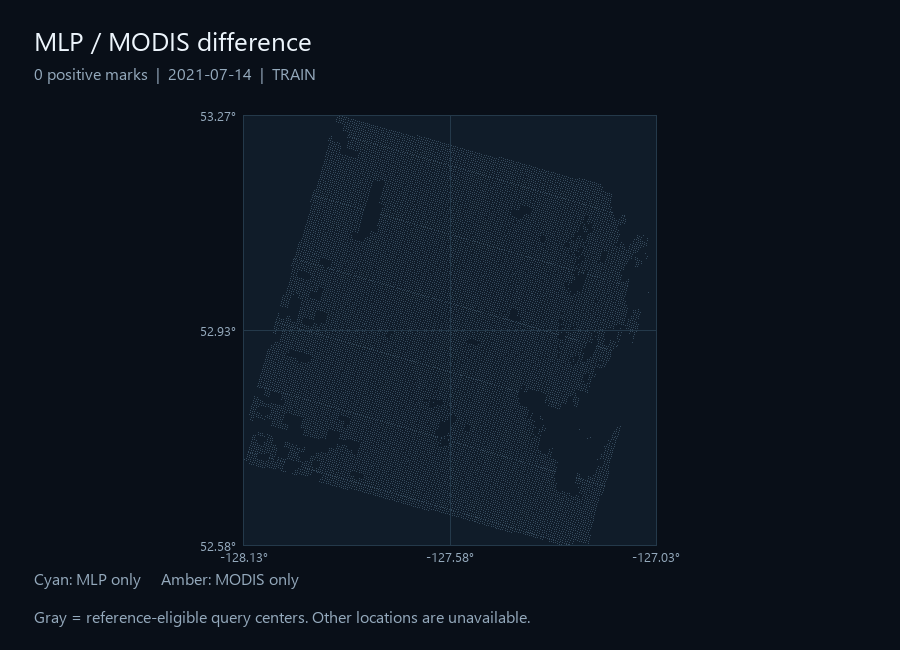 MLP / MODIS difference
0 positive marks | 2021-07-14 | TRAIN
53.27°
52.93°
52.58°
-128.13° -127.58° -127.03°
Cyan: MLP only Amber: MODIS only
Gray = reference-eligible query centers. Other locations are unavailable.